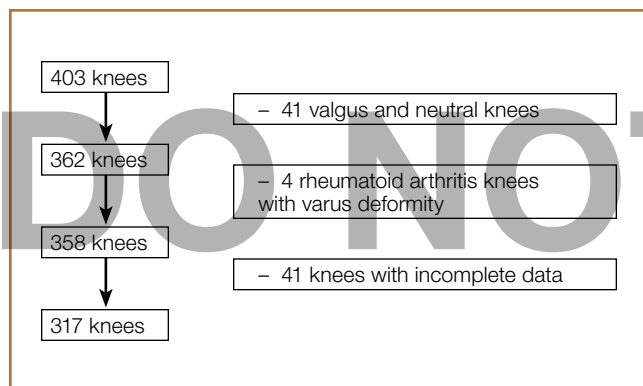 403 knees
– 41 valgus and neutral knees
362 knees
– 4 rheumatoid arthritis knees
with varus deformity
358 knees
– 41 knees with incomplete data
317 knees
DO NOT